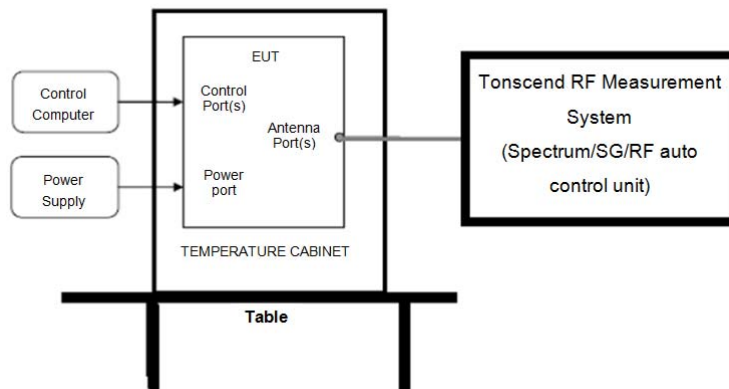 EUT
Control
Computer
Control
Port(s)
Antenna
Port(s)
Power
Supply
Power
port
TEMPERATURE CABINET
Table
Tonscend RF Measurement
System
(Spectrum/SG/RF auto
control unit)